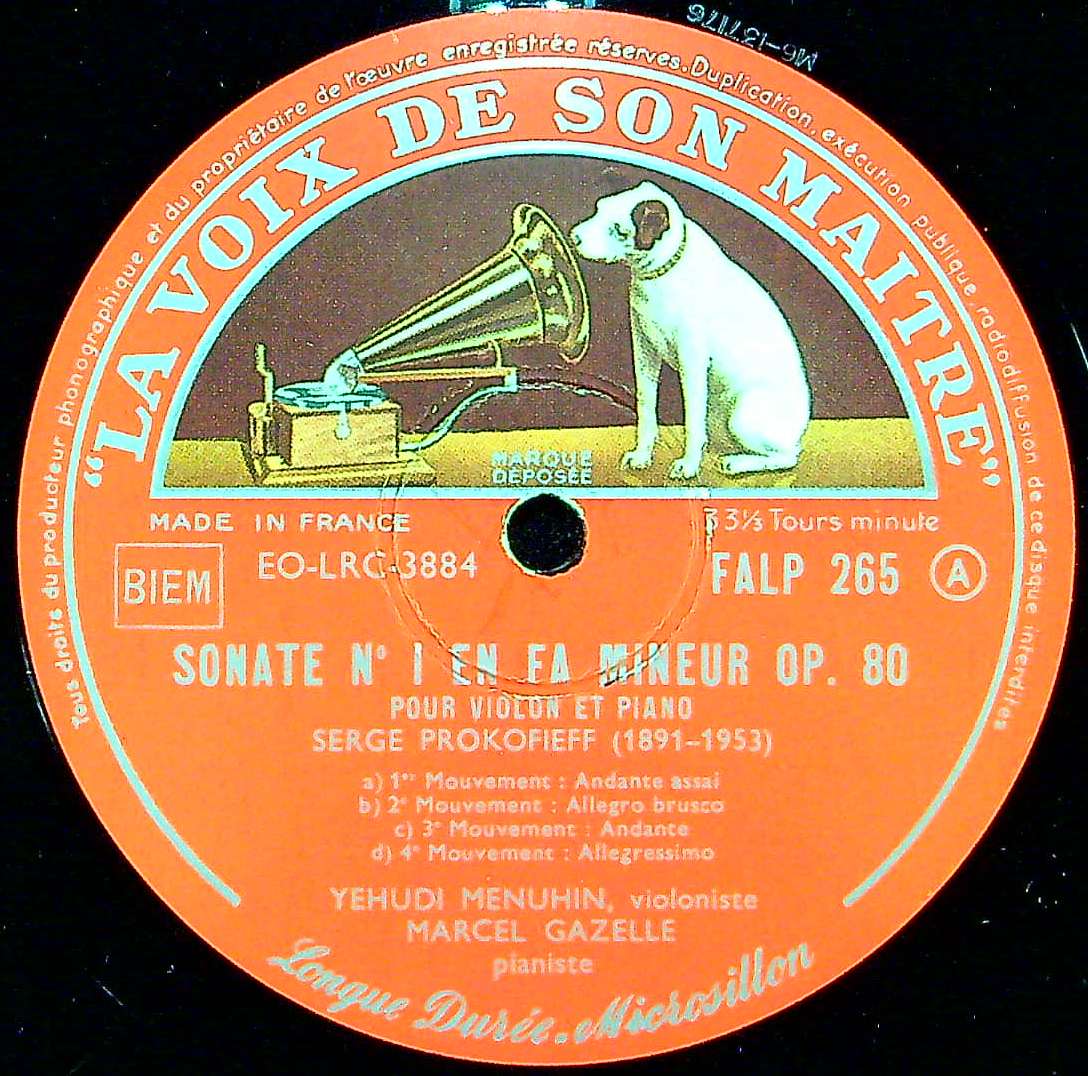 Tous droits du producteur phonographique et du propriétaire de l'œuvre enregistrée réservés. Duplication, exécution publique, radiodiffusion de ce disque interdites
M6-137176
“LA VOIX DE SON MAITRE”
MARQUE
DÉPOSÉE
MADE IN FRANCE
33⅓ Tours minute
BIEM
EO-LRC-3884
FALP 265
A
SONATE Nº 1 EN FA MINEUR OP. 80
POUR VIOLON ET PIANO
SERGE PROKOFIEFF (1891-1953)
a) 1er Mouvement : Andante assai
b) 2e Mouvement : Allegro brusco
c) 3e Mouvement : Andante
d) 4e Mouvement : Allegressimo
YEHUDI MENUHIN, violoniste
MARCEL GAZELLE
pianiste
Longue Durée - Microsillon